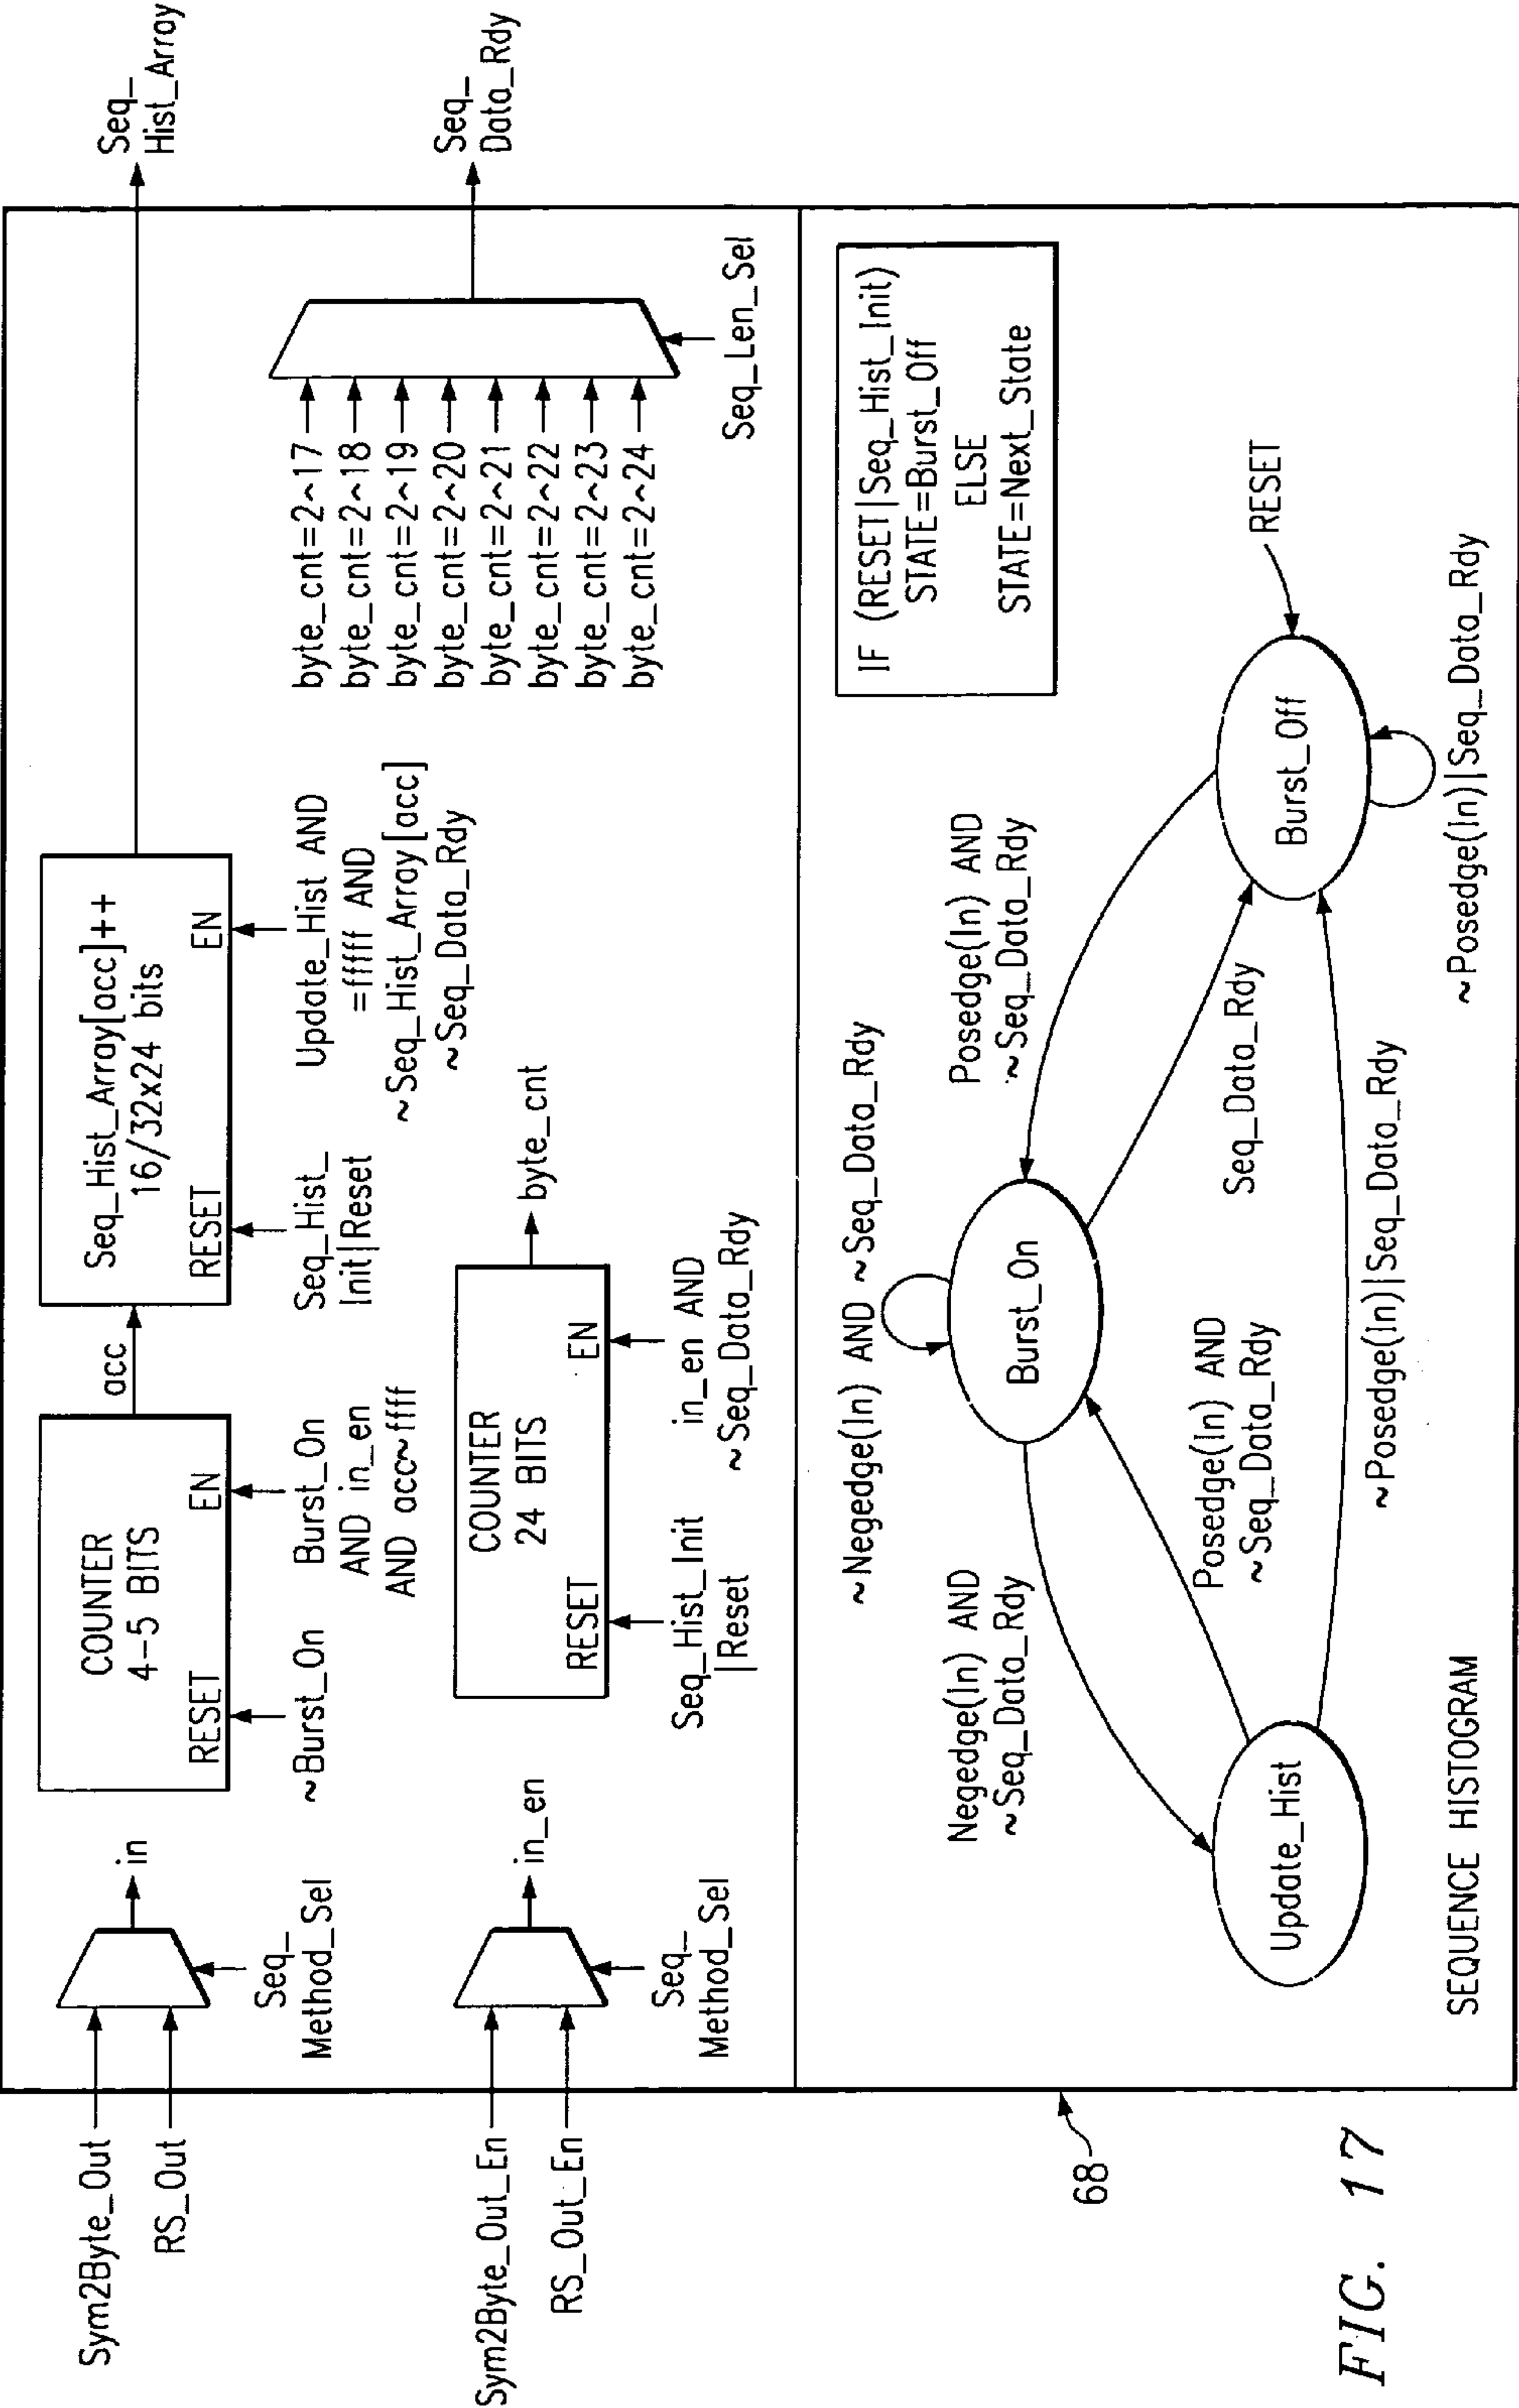 Sym2Byte_Out
RS_Out
Seq_
Method_Sel
in
COUNTER
4-5 BITS
RESET
EN
~Burst_On
Burst_On
AND in_en
AND acc~ffff
acc
Seq_Hist_Array[acc]++
16/32x24 bits
RESET
EN
Seq_Hist_
Init|Reset
Update_Hist AND
=fffff AND
~Seq_Hist_Array[acc]
~Seq_Data_Rdy
Seq_
Hist_Array
Sym2Byte_Out_En
RS_Out_En
Seq_
Method_Sel
in_en
COUNTER
24 BITS
RESET
EN
Seq_Hist_Init
|Reset
in_en AND
~Seq_Data_Rdy
byte_cnt
byte_cnt=2^17
byte_cnt=2^18
byte_cnt=2^19
byte_cnt=2^20
byte_cnt=2^21
byte_cnt=2^22
byte_cnt=2^23
byte_cnt=2^24
Seq_Len_Sel
Seq_
Data_Rdy
IF (RESET|Seq_Hist_Init)
STATE=Burst_Off
ELSE
STATE=Next_State
~Negedge(In) AND ~Seq_Data_Rdy
Negedge(In) AND
~Seq_Data_Rdy
Burst_On
Posedge(In) AND
~Seq_Data_Rdy
Seq_Data_Rdy
Posedge(In) AND
~Seq_Data_Rdy
Update_Hist
Burst_Off
RESET
~Posedge(In)|Seq_Data_Rdy
~Posedge(In)|Seq_Data_Rdy
SEQUENCE HISTOGRAM
68
FIG. 17